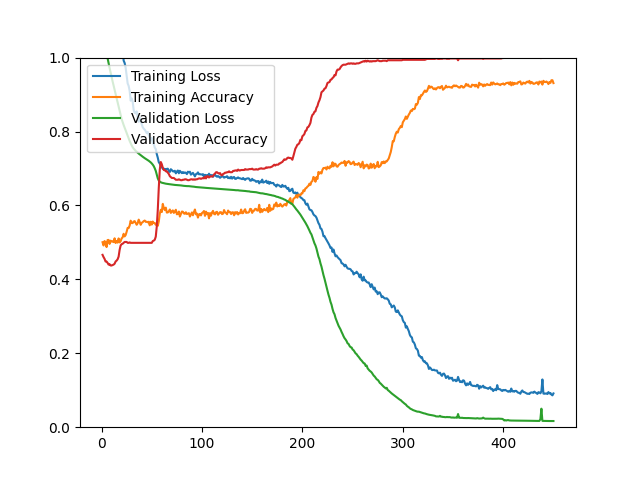 1.0
0.8
0.6
0.4
0.2
0.0
Training Loss
Training Accuracy
Validation Loss
Validation Accuracy
0 100 200 300 400